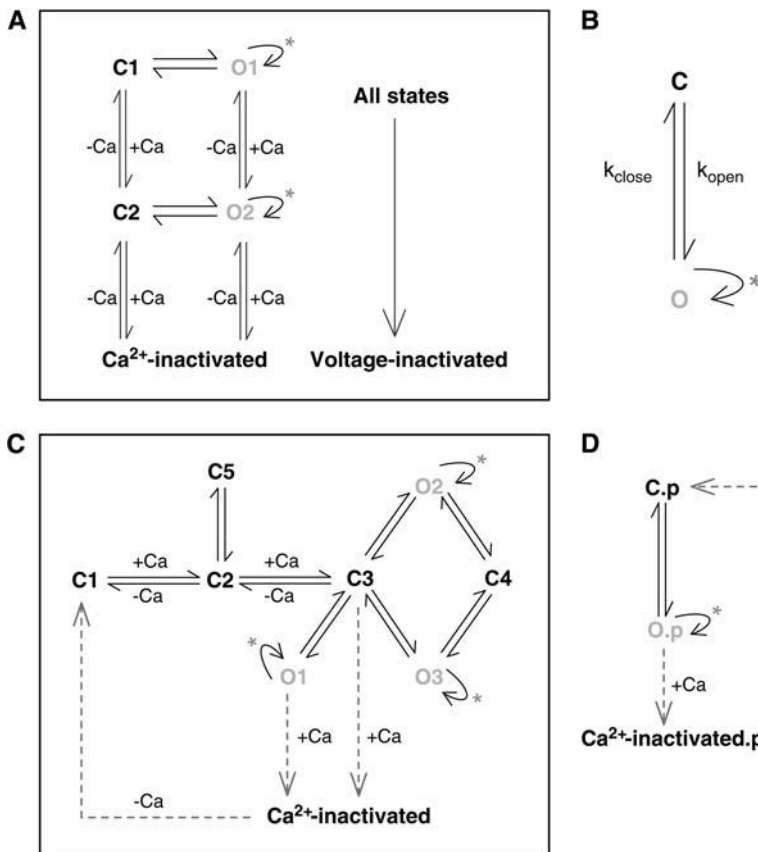 A
C1 O1 *
-Ca +Ca -Ca +Ca
All states
C2 O2 *
-Ca +Ca -Ca +Ca
Ca²⁺-inactivated Voltage-inactivated
B
C
k_close k_open
O *
C
C5
O2 *
+Ca +Ca
C1 C2 C3 C4
-Ca -Ca
* O1 O3 *
+Ca +Ca
-Ca
Ca²⁺-inactivated
D
C.p
O.p *
+Ca
Ca²⁺-inactivated.p